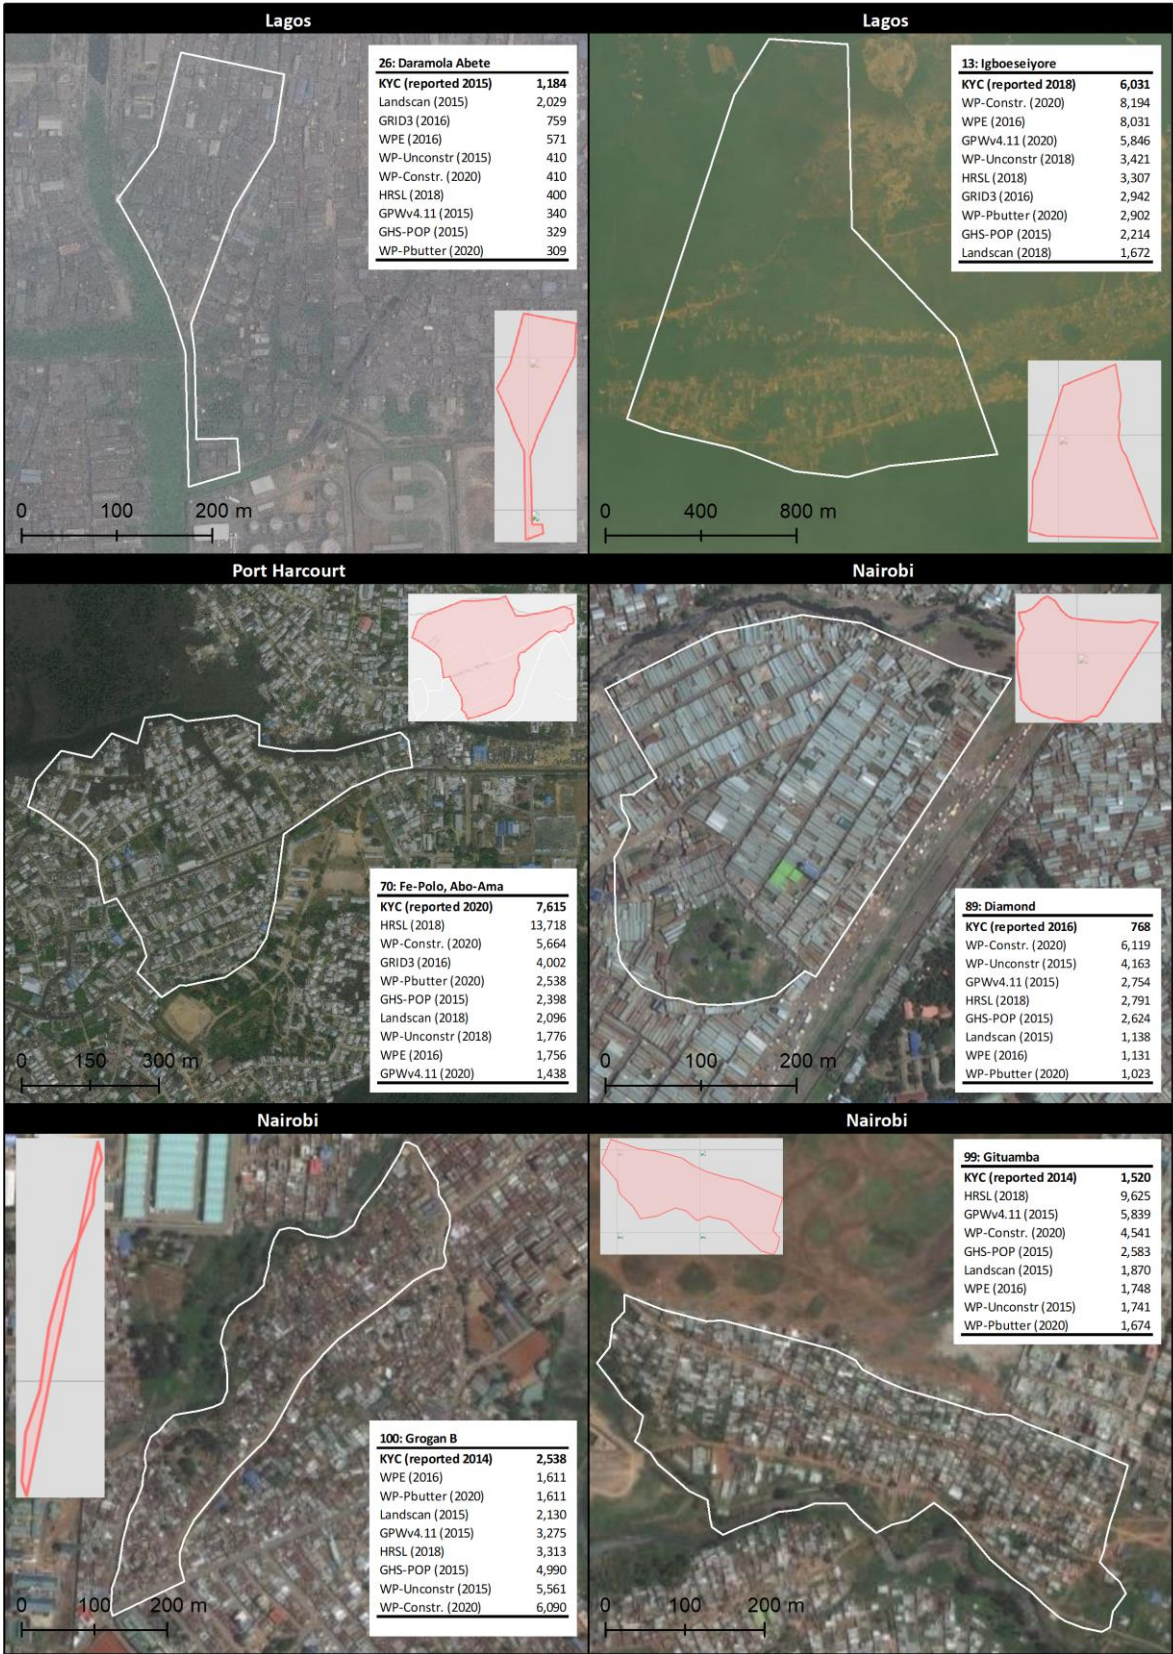 Lagos
26: Daramola Abete
KYC (reported 2015) 1,184
Landscan (2015) 2,029
GRID3 (2016) 759
WPE (2016) 571
WP-Unconstr (2015) 410
WP-Constr. (2020) 410
HRSL (2018) 400
GPWv4.11 (2015) 340
GHS-POP (2015) 329
WP-Pbutter (2020) 309
0 100 200 m
Lagos
13: Igboeseiyore
KYC (reported 2018) 6,031
WP-Constr. (2020) 8,194
WPE (2016) 8,031
GPWv4.11 (2020) 5,846
WP-Unconstr (2018) 3,421
HRSL (2018) 3,307
GRID3 (2016) 2,942
WP-Pbutter (2020) 2,902
GHS-POP (2015) 2,214
Landscan (2018) 1,672
0 400 800 m
Port Harcourt
70: Fe-Polo, Abo-Ama
KYC (reported 2020) 7,615
HRSL (2018) 13,718
WP-Constr. (2020) 5,664
GRID3 (2016) 4,002
WP-Pbutter (2020) 2,538
GHS-POP (2015) 2,398
Landscan (2018) 2,096
WP-Unconstr (2018) 1,776
WPE (2016) 1,756
GPWv4.11 (2020) 1,438
0 150 300 m
Nairobi
89: Diamond
KYC (reported 2016) 768
WP-Constr. (2020) 6,119
WP-Unconstr (2015) 4,163
GPWv4.11 (2015) 2,754
HRSL (2018) 2,791
GHS-POP (2015) 2,624
Landscan (2015) 1,138
WPE (2016) 1,131
WP-Pbutter (2020) 1,023
0 100 200 m
Nairobi
100: Grogan B
KYC (reported 2014) 2,538
WPE (2016) 1,611
WP-Pbutter (2020) 1,611
Landscan (2015) 2,130
GPWv4.11 (2015) 3,275
HRSL (2018) 3,313
GHS-POP (2015) 4,990
WP-Unconstr (2015) 5,561
WP-Constr. (2020) 6,090
0 100 200 m
Nairobi
99: Gituamba
KYC (reported 2014) 1,520
HRSL (2018) 9,625
GPWv4.11 (2015) 5,839
WP-Constr. (2020) 4,541
GHS-POP (2015) 2,583
Landscan (2015) 1,870
WPE (2016) 1,748
WP-Unconstr (2015) 1,741
WP-Pbutter (2020) 1,674
0 100 200 m